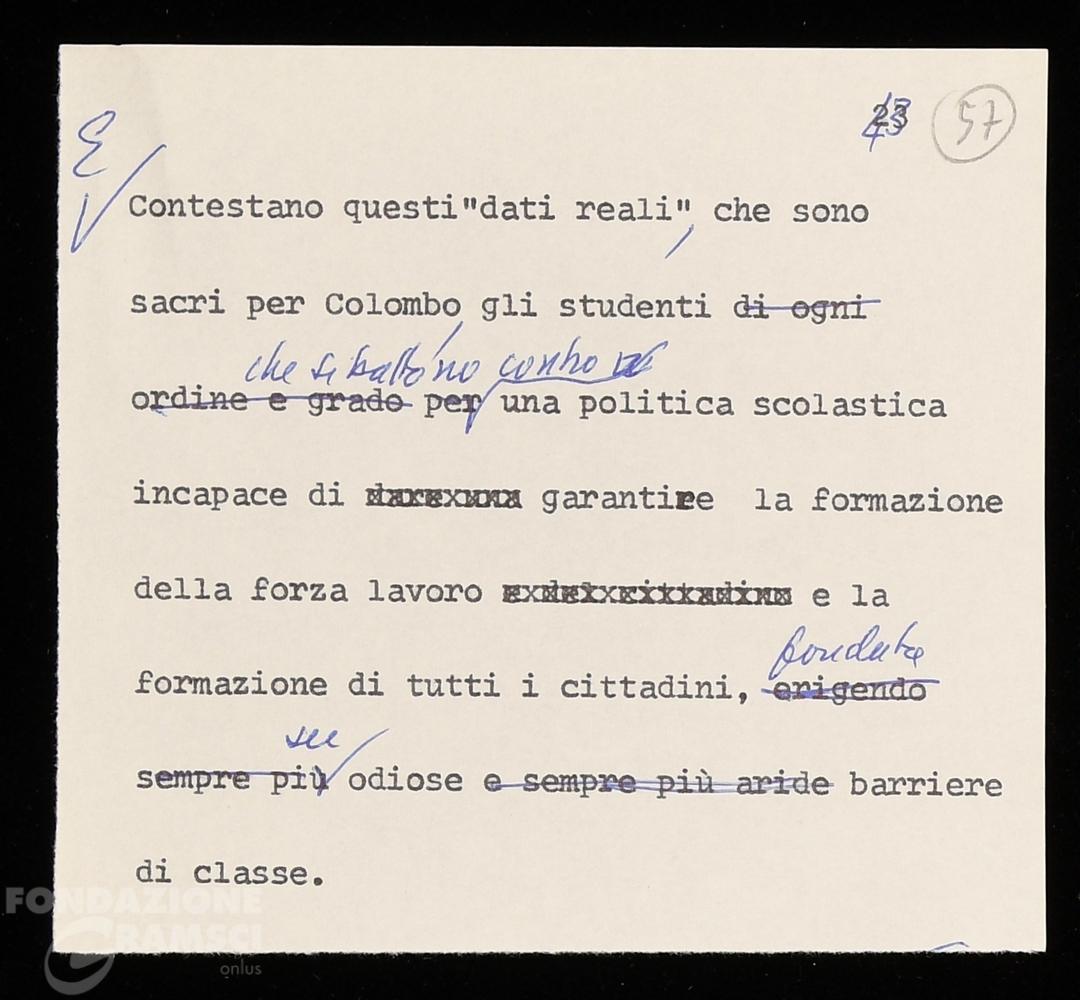 23 57
E
Contestano questi"dati reali", che sono
sacri per Colombo, gli studenti di ogni
che si battono contro
ordine e grado per una politica scolastica
incapace di garantire la formazione
della forza lavoro e la
fondata
formazione di tutti i cittadini, erigendo
su
sempre più odiose e sempre più aride barriere
di classe.
FONDAZIONE
GRAMSCI
onlus